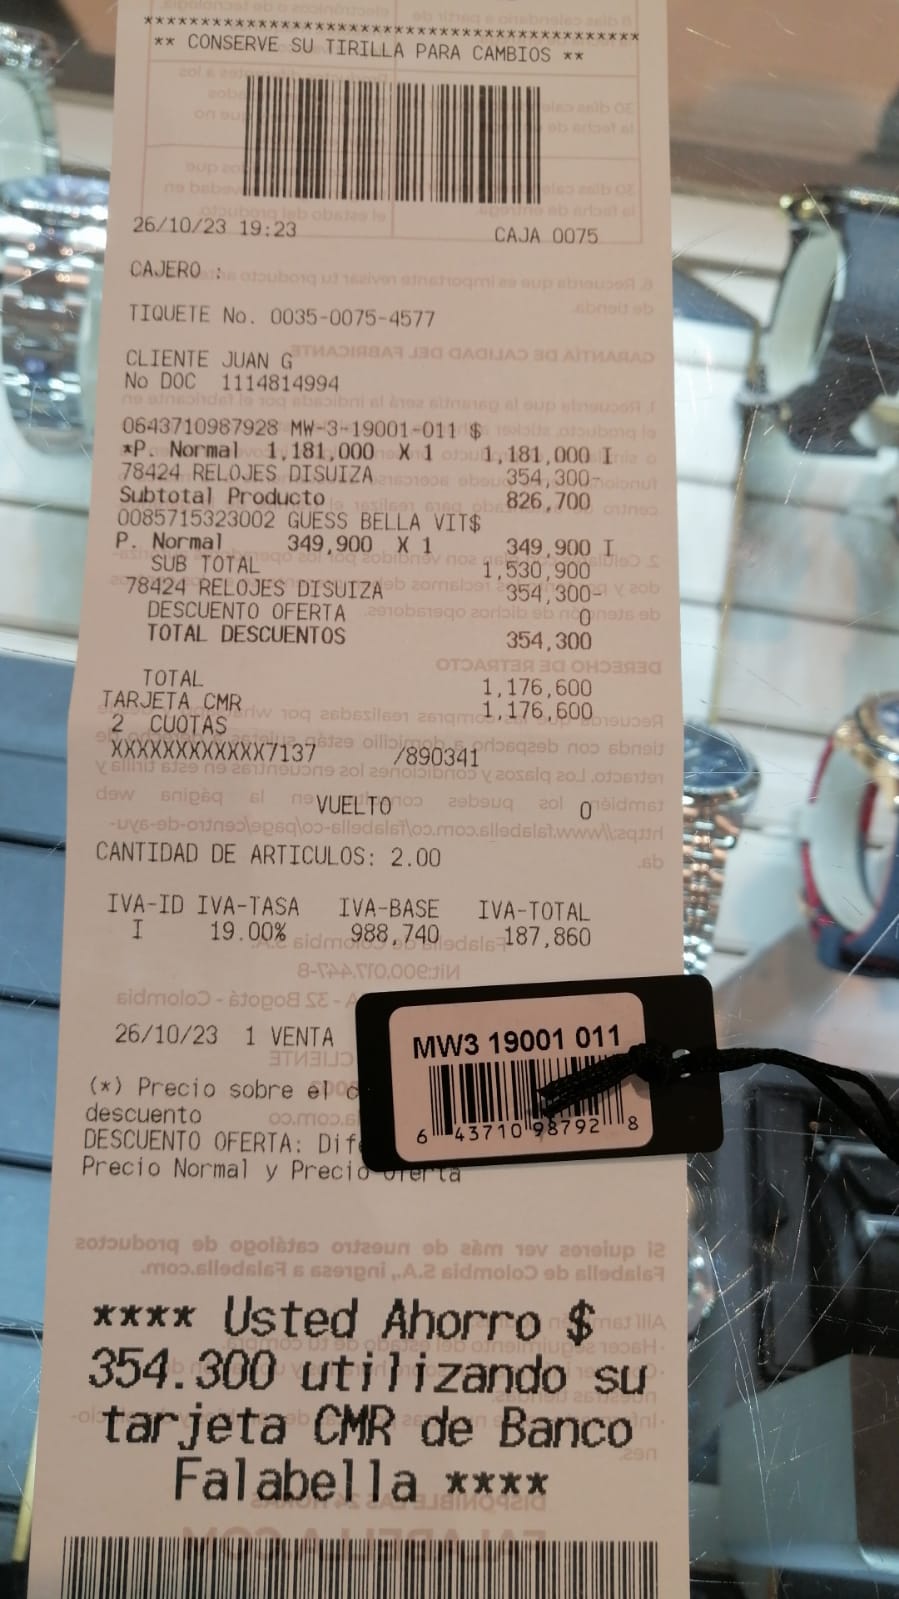 *********************************************
** CONSERVE SU TIRILLA PARA CAMBIOS **
26/10/23 19:23 CAJA 0075
CAJERO :
TIQUETE No. 0035-0075-4577
CLIENTE JUAN G
No DOC 1114814994
0643710987928 MW-3-19001-011 $
*P. Normal 1,181,000 X 1 1,181,000 I
78424 RELOJES DISUIZA 354,300-
Subtotal Producto 826,700
0085715323002 GUESS BELLA VIT$
P. Normal 349,900 X 1 349,900 I
SUB TOTAL 1,530,900
78424 RELOJES DISUIZA 354,300-
DESCUENTO OFERTA 0
TOTAL DESCUENTOS 354,300
TOTAL 1,176,600
TARJETA CMR 1,176,600
2 CUOTAS
XXXXXXXXXXXX7137 /890341
VUELTO 0
CANTIDAD DE ARTICULOS: 2.00
IVA-ID IVA-TASA IVA-BASE IVA-TOTAL
I 19.00% 988,740 187,860
26/10/23 1 VENTA
(*) Precio sobre el
descuento
DESCUENTO OFERTA:
Precio Normal y Precio Oferta
MW3 19001 011
6 43710 98792 8
**** Usted Ahorro $
354.300 utilizando su
tarjeta CMR de Banco
Falabella ****